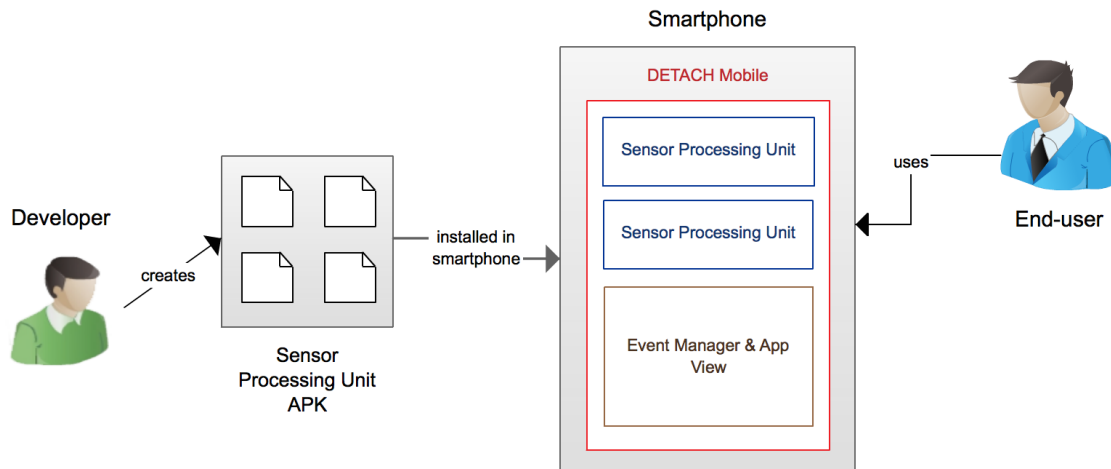 Smartphone
DETACH Mobile
Sensor Processing Unit
uses
Developer
installed in
smartphone
Sensor Processing Unit
End-user
creates
Sensor
Processing Unit
APK
Event Manager & App
View